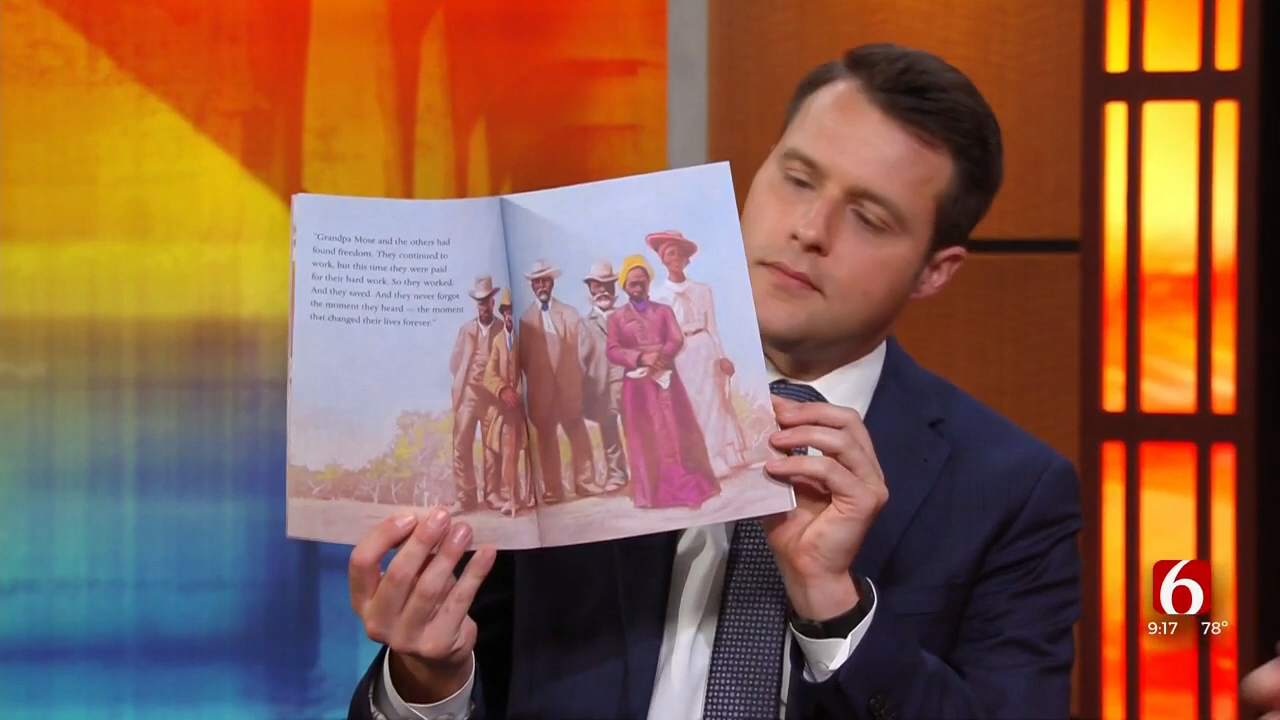 "Grandpa Mose and the others had
found freedom. They continued to
work, but this time they were paid
for their hard work. So they worked.
And they saved. And they never forgot
the moment they heard — the moment
that changed their lives forever."
6
9:17 78°